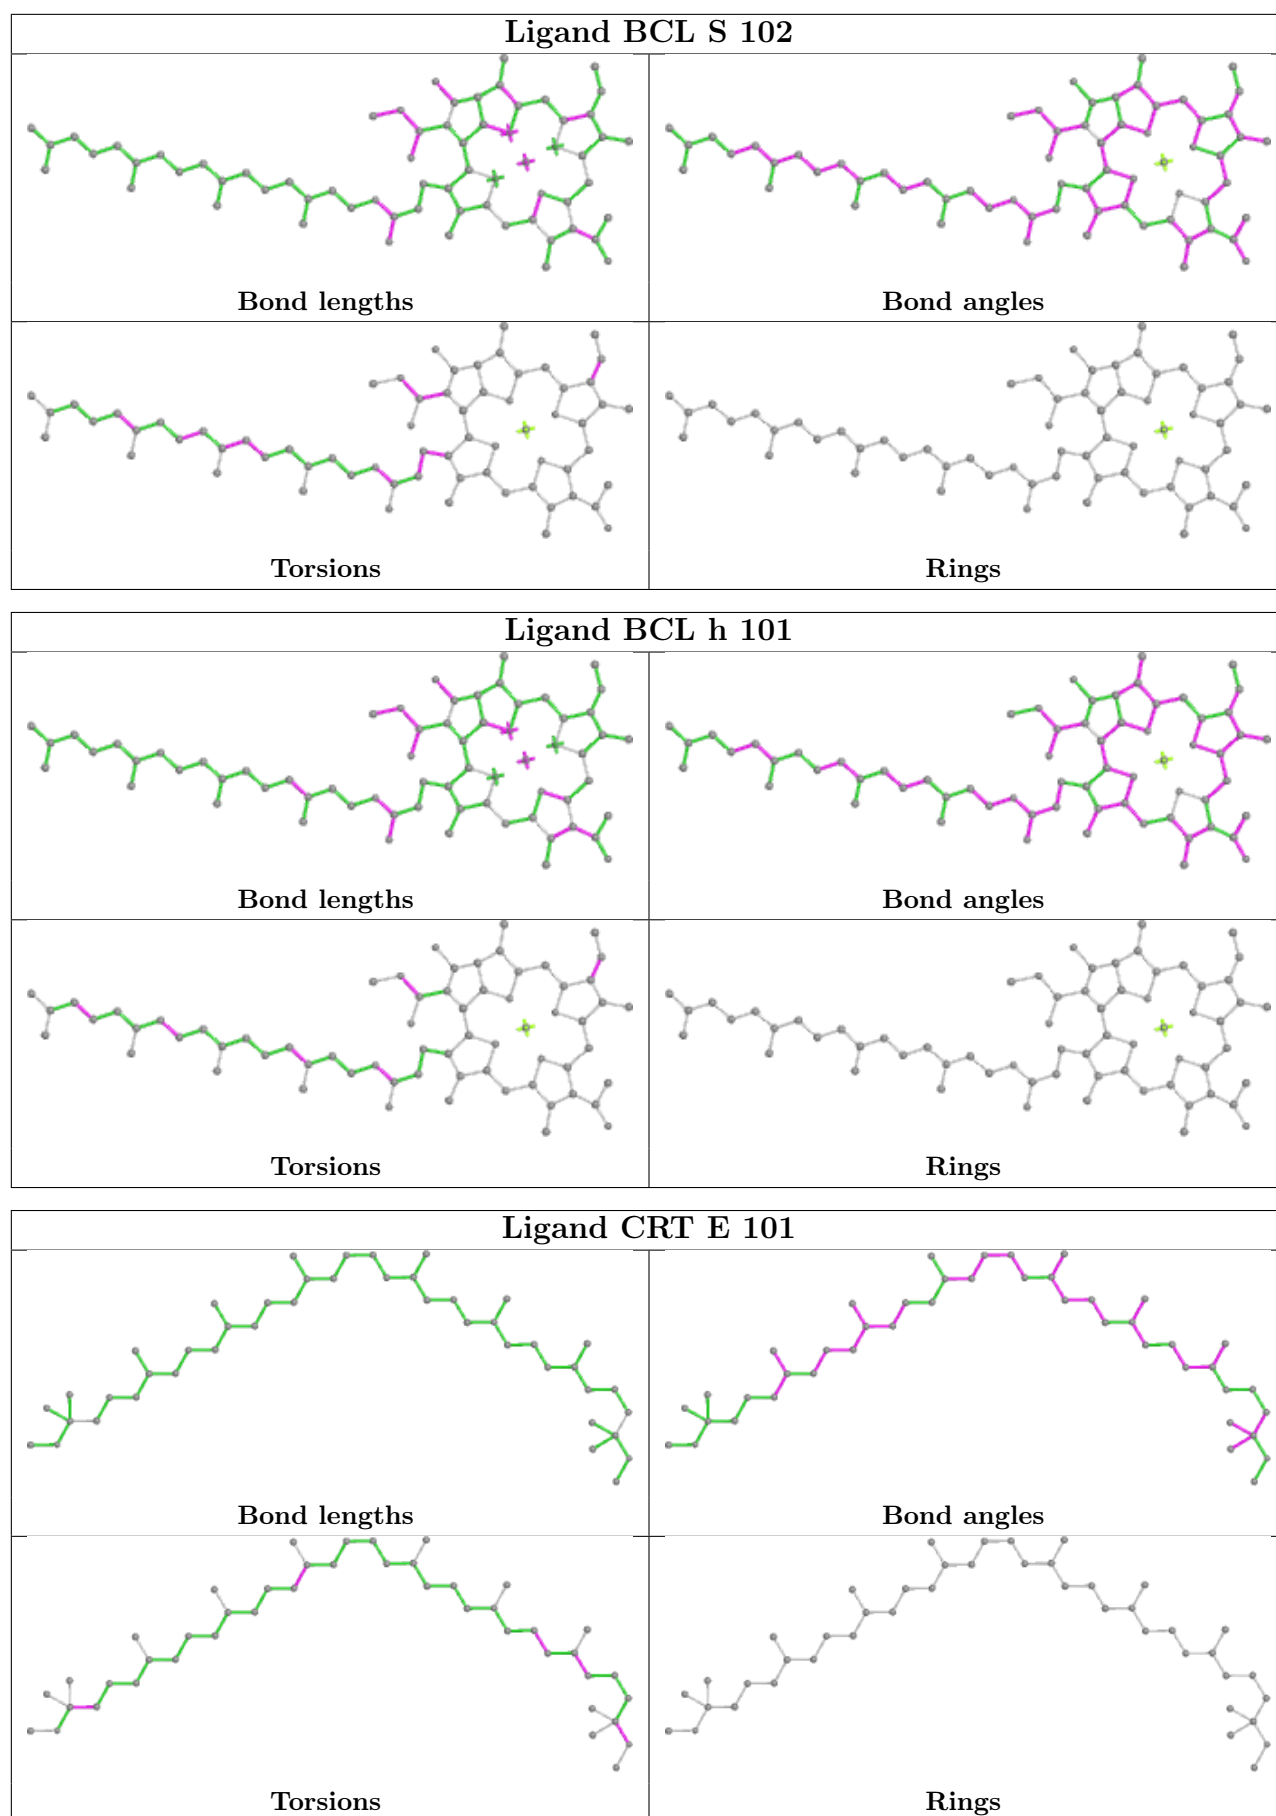 Ligand BCL S 102
Bond lengths
Bond angles
Torsions
Rings
Ligand BCL h 101
Bond lengths
Bond angles
Torsions
Rings
Ligand CRT E 101
Bond lengths
Bond angles
Torsions
Rings